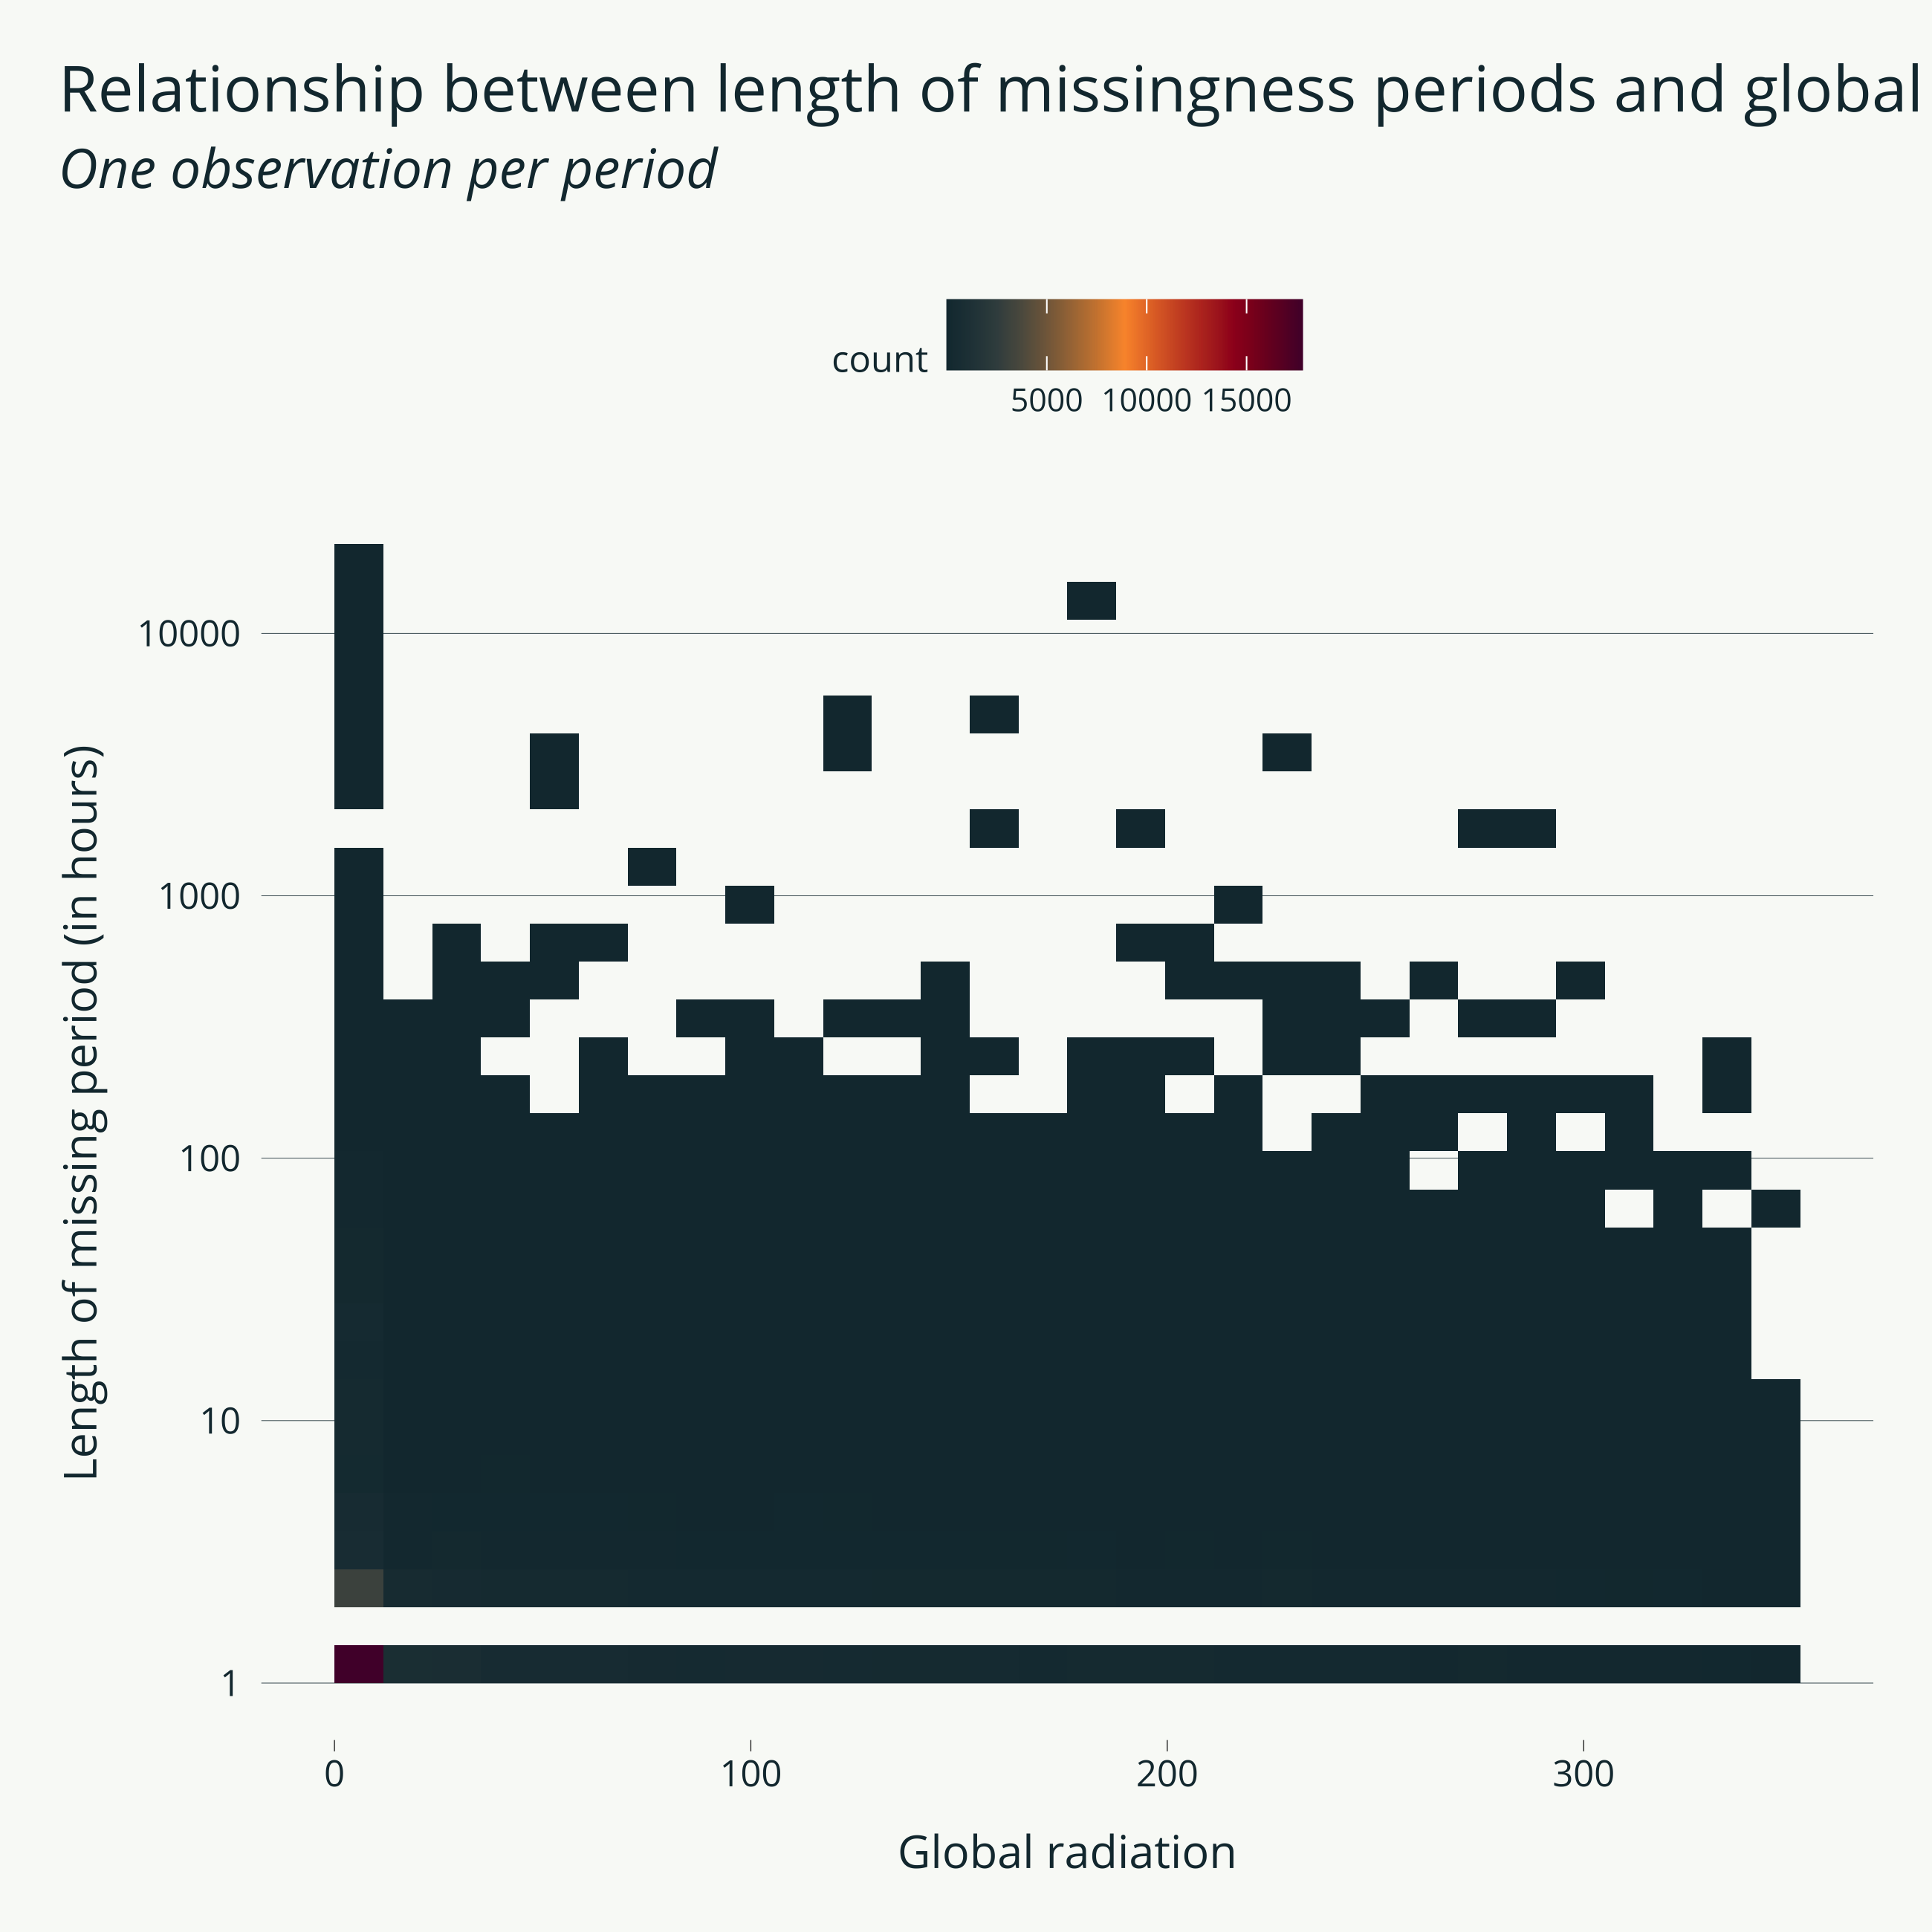 Relationship between length of missingness periods and global
One observation per period
count
5000 10000 15000
Length of missing period (in hours)
10000
1000
100
10
1
0 100 200 300
Global radiation